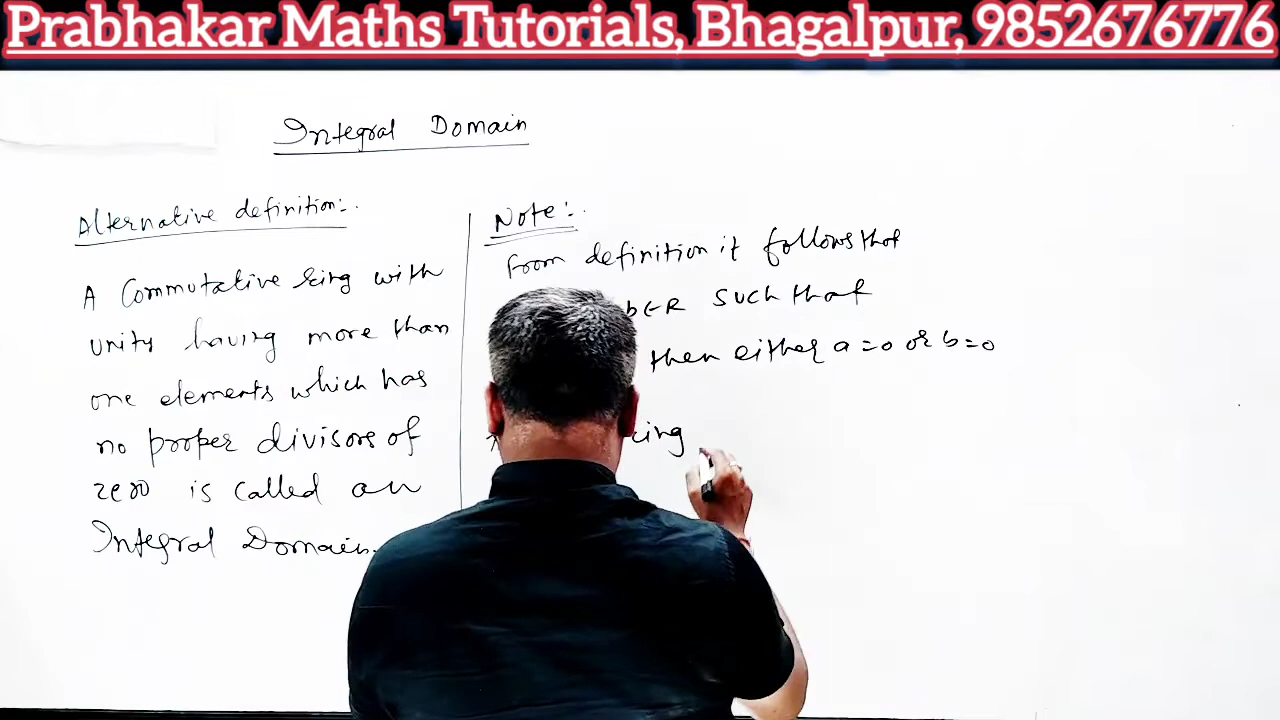 Prabhakar Maths Tutorials, Bhagalpur, 9852676776
Integral Domain
Alternative definition:-
A Commutative Ring with
unity having more than
one elements which has
no proper divisors of
zero is called an
Integral Domain.
Note:-
From definition it follows that
b∈R such that
then either a=0 or b=0
ring